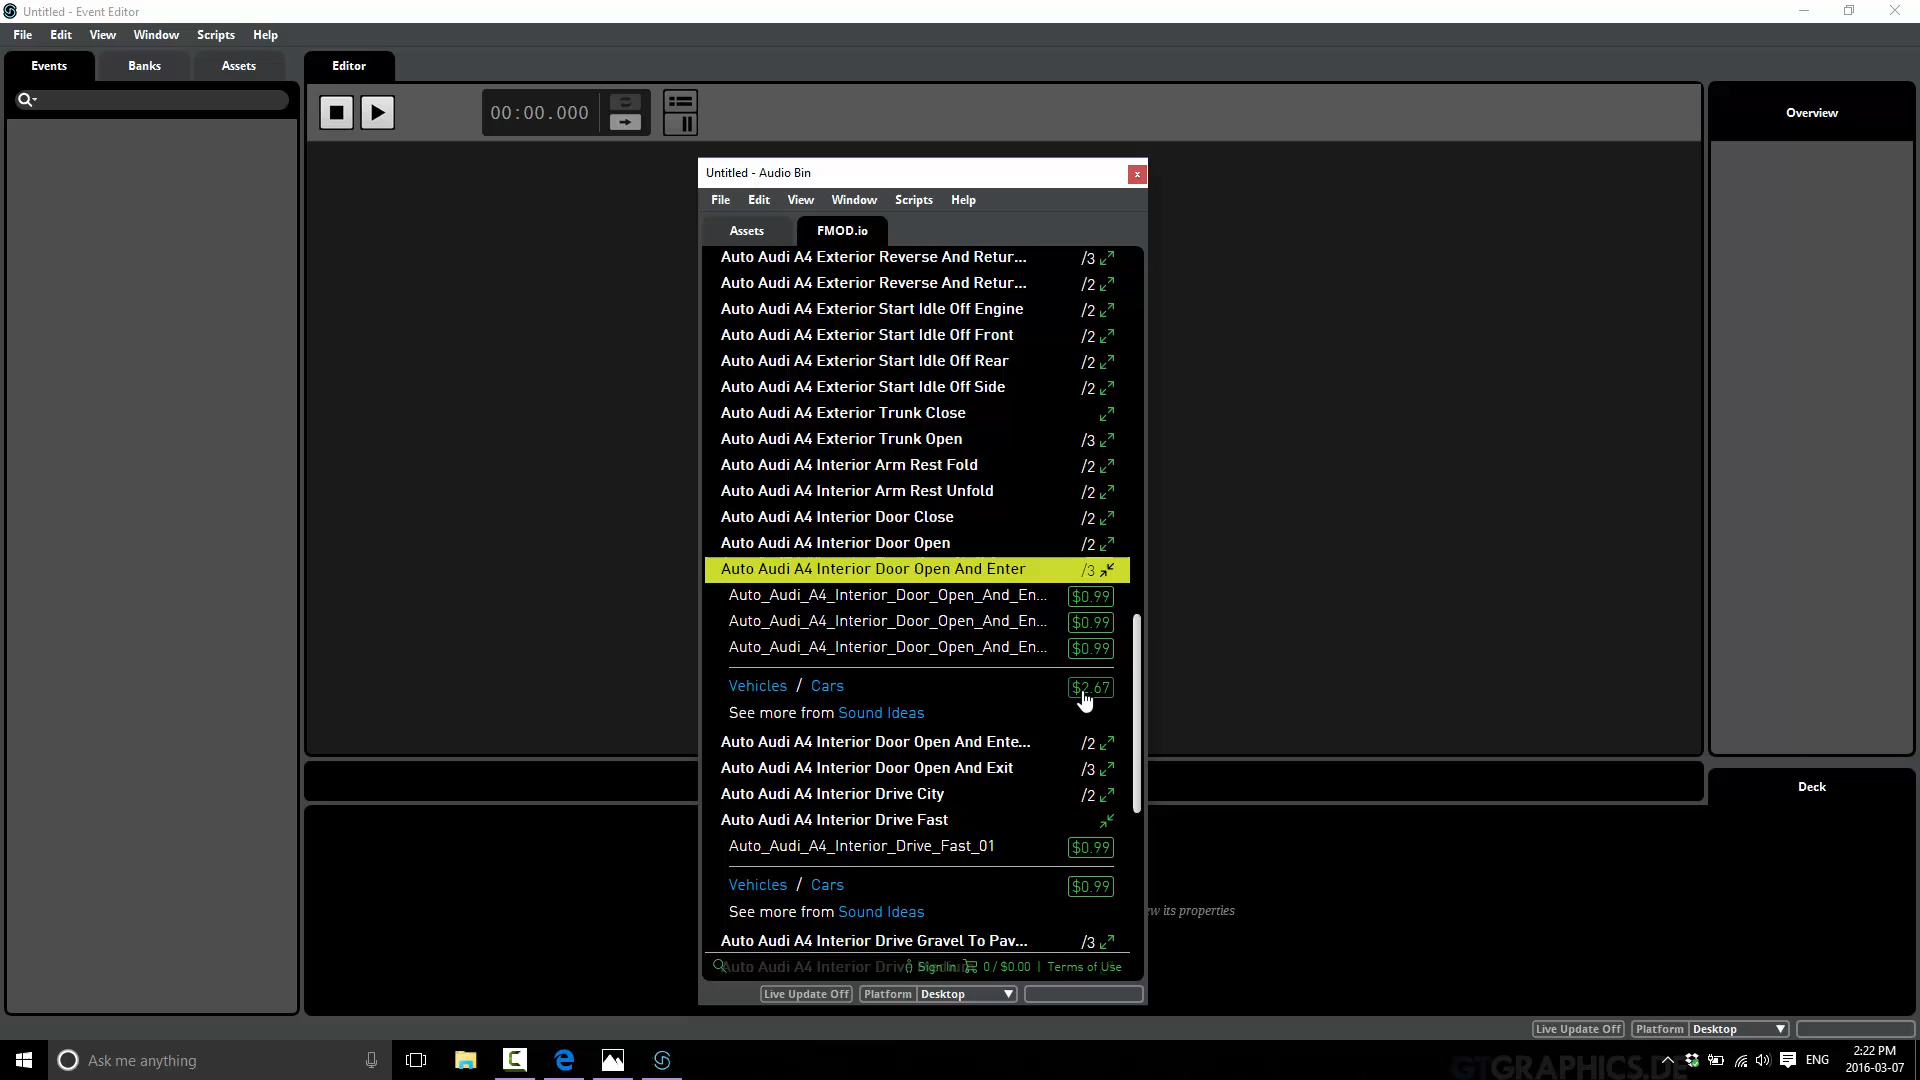 Untitled - Event Editor
File Edit View Window Scripts Help
Events Banks Assets Editor
00:00.000
Overview
Untitled - Audio Bin
x
File Edit View Window Scripts Help
Assets FMOD.io
Auto Audi A4 Exterior Reverse And Retur... /3
Auto Audi A4 Exterior Reverse And Retur... /2
Auto Audi A4 Exterior Start Idle Off Engine /2
Auto Audi A4 Exterior Start Idle Off Front /2
Auto Audi A4 Exterior Start Idle Off Rear /2
Auto Audi A4 Exterior Start Idle Off Side /2
Auto Audi A4 Exterior Trunk Close
Auto Audi A4 Exterior Trunk Open /3
Auto Audi A4 Interior Arm Rest Fold /2
Auto Audi A4 Interior Arm Rest Unfold /2
Auto Audi A4 Interior Door Close /2
Auto Audi A4 Interior Door Open /2
Auto Audi A4 Interior Door Open And Enter /3
Auto_Audi_A4_Interior_Door_Open_And_En... $0.99
Auto_Audi_A4_Interior_Door_Open_And_En... $0.99
Auto_Audi_A4_Interior_Door_Open_And_En... $0.99
Vehicles / Cars $2.67
See more from Sound Ideas
Auto Audi A4 Interior Door Open And Ente... /2
Auto Audi A4 Interior Door Open And Exit /3
Auto Audi A4 Interior Drive City /2
Auto Audi A4 Interior Drive Fast
Auto_Audi_A4_Interior_Drive_Fast_01 $0.99
Vehicles / Cars $0.99
See more from Sound Ideas
Auto Audi A4 Interior Drive Gravel To Pav... /3
Auto Audi A4 Interior Drive
Sign In 0 / $0.00 | Terms of Use
Live Update Off Platform Desktop
Deck
ew its properties
Live Update Off Platform Desktop
Ask me anything
ENG
2:22 PM
2016-03-07
GTGRAPHICS.DE